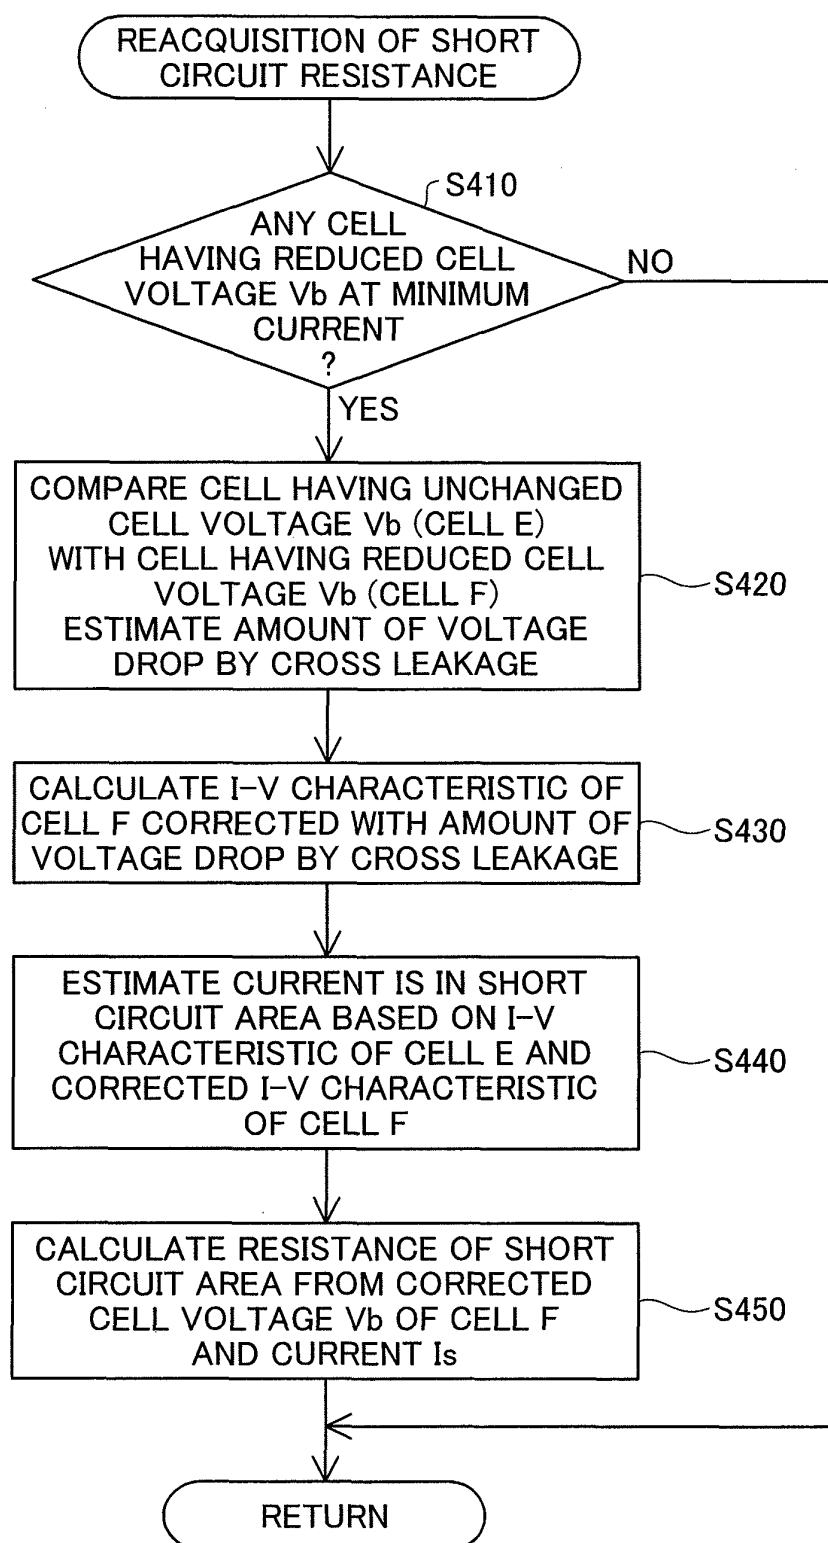 REACQUISITION OF SHORT
CIRCUIT RESISTANCE
S410
ANY CELL
HAVING REDUCED CELL
VOLTAGE Vb AT MINIMUM
CURRENT
?
NO
YES
COMPARE CELL HAVING UNCHANGED
CELL VOLTAGE Vb (CELL E)
WITH CELL HAVING REDUCED CELL
VOLTAGE Vb (CELL F)
ESTIMATE AMOUNT OF VOLTAGE
DROP BY CROSS LEAKAGE
S420
CALCULATE I-V CHARACTERISTIC OF
CELL F CORRECTED WITH AMOUNT OF
VOLTAGE DROP BY CROSS LEAKAGE
S430
ESTIMATE CURRENT IS IN SHORT
CIRCUIT AREA BASED ON I-V
CHARACTERISTIC OF CELL E AND
CORRECTED I-V CHARACTERISTIC
OF CELL F
S440
CALCULATE RESISTANCE OF SHORT
CIRCUIT AREA FROM CORRECTED
CELL VOLTAGE Vb OF CELL F
AND CURRENT Is
S450
RETURN